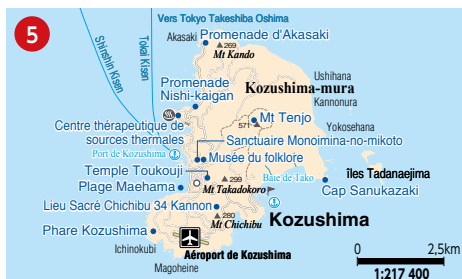 5
Vers Tokyo Takeshiba Oshima
Akasaki
Promenade d'Akasaki
269
Mt Kando
Shinshin Kisen
Tokai Kisen
Promenade
Nishi-kaigan
Ushihana
Kozushima-mura
Kannonura
571
Mt Tenjo
Yokosehana
Centre thérapeutique de
sources thermales
Sanctuaire Monoimina-no-mikoto
Port de Kozushima
Musée du folklore
îles Tadanaejima
Temple Toukouji
299
Baie de Tako
Mt Takadokoro
Plage Maehama
Cap Sanukazaki
Lieu Sacré Chichibu 34 Kannon
280
Mt Chichibu
Kozushima
Phare Kozushima
Ichinokubi
Aéroport de Kozushima
Magoheine
0
2,5km
1:217 400